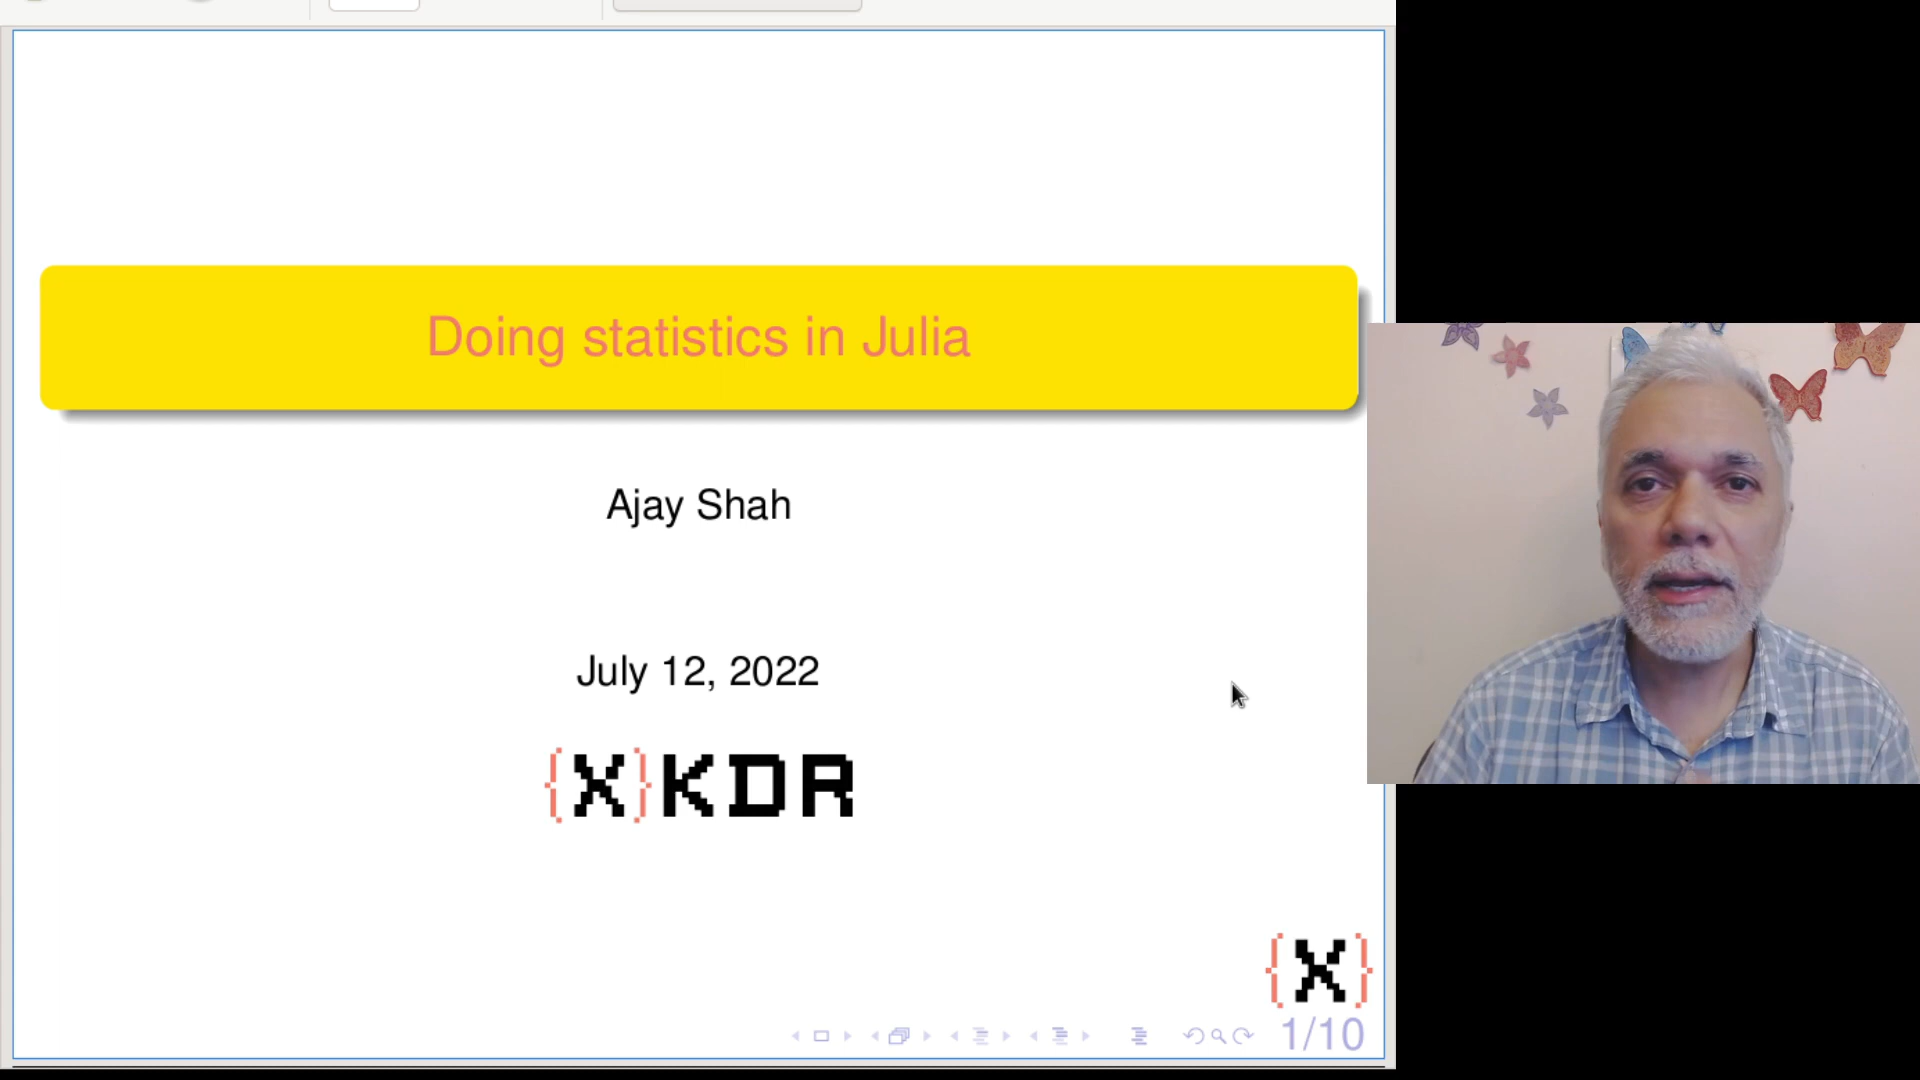 Doing statistics in Julia
Ajay Shah
July 12, 2022
{X}KDR
{X}
1/10